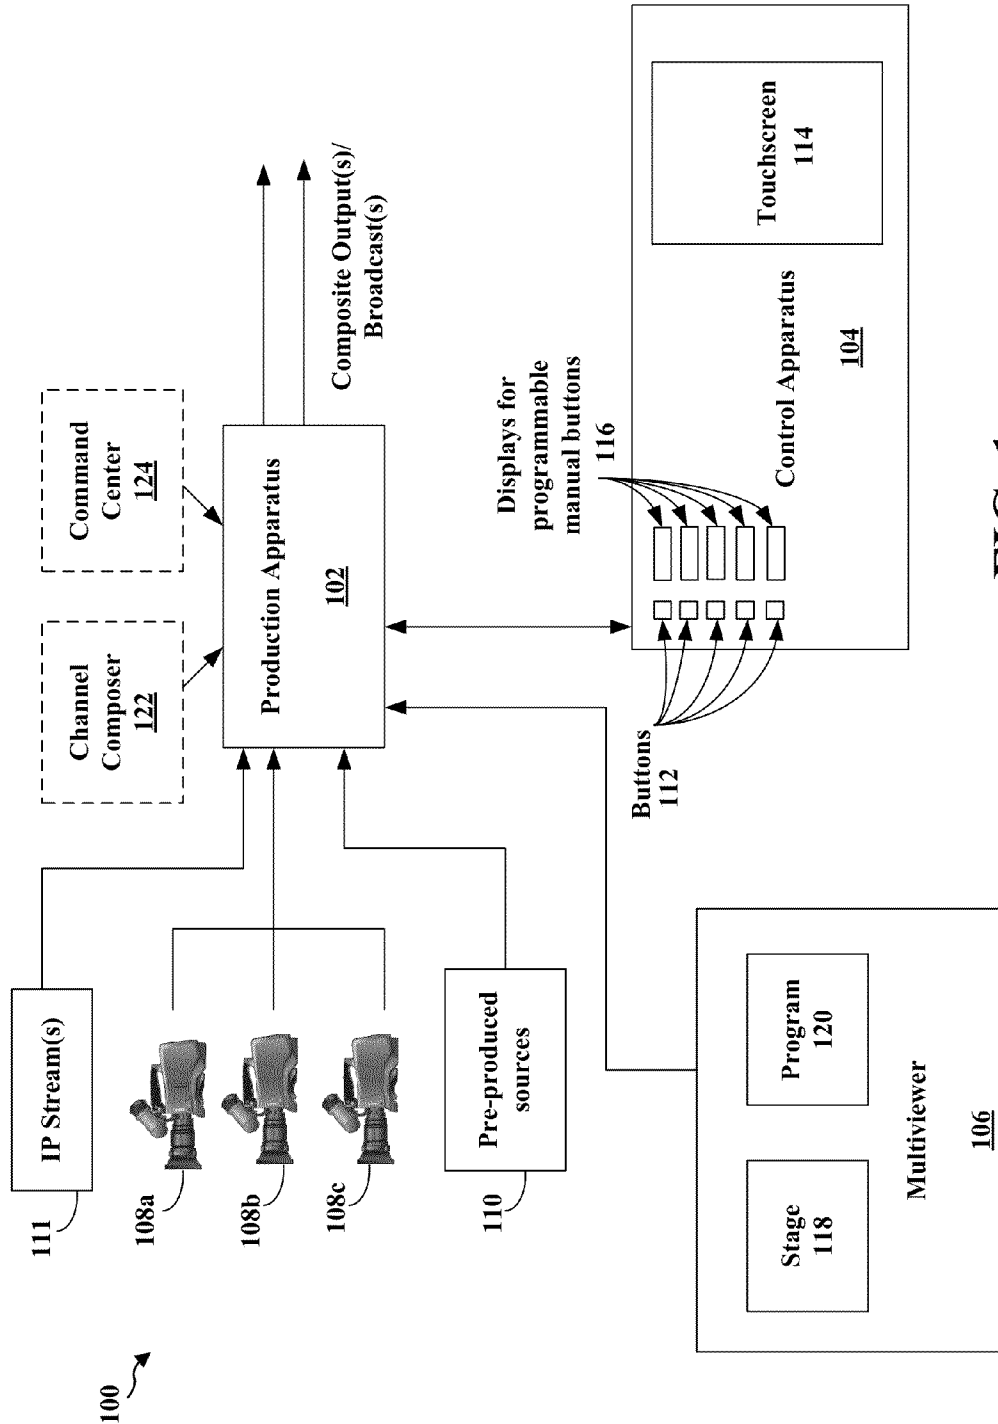 100
111
IP Stream(s)
108a
108b
108c
110
Pre-produced
sources
Channel
Composer
122
Command
Center
124
Production Apparatus
102
Composite Output(s)/
Broadcast(s)
Stage
118
Program
120
Multiviewer
106
Buttons
112
Displays for
programmable
manual buttons
116
Control Apparatus
104
Touchscreen
114